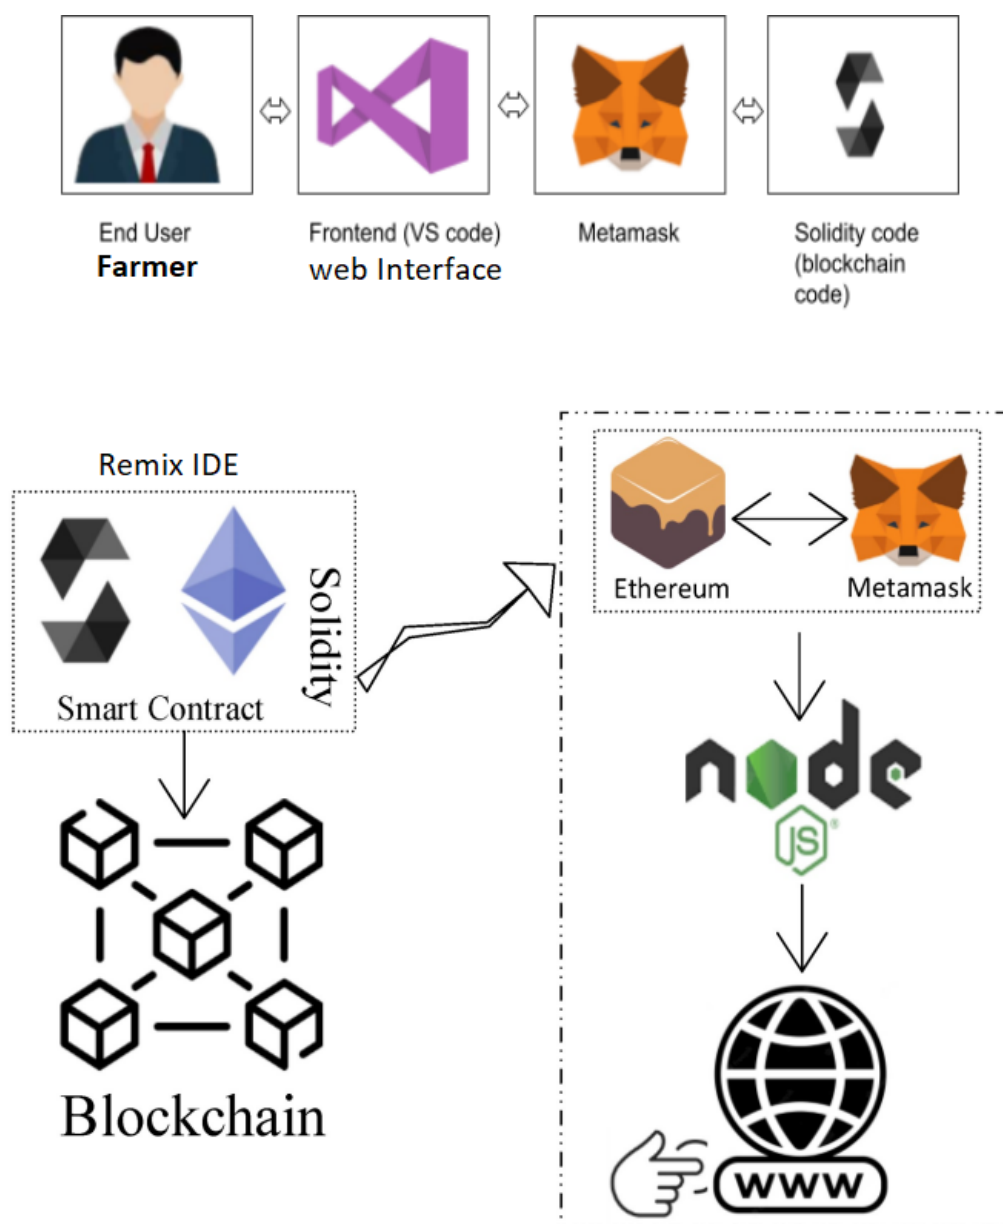 End User
Farmer
Frontend (VS code)
web Interface
Metamask
Solidity code
(blockchain
code)
Remix IDE
Solidity
Smart Contract
Blockchain
Ethereum
Metamask
node
JS®
WWW